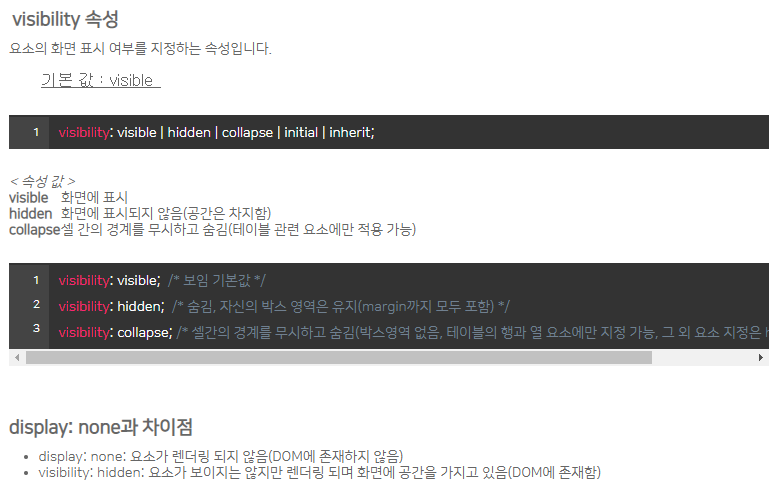 visibility 속성
요소의 화면 표시 여부를 지정하는 속성입니다.
기본 값 : visible
1 visibility: visible | hidden | collapse | initial | inherit;
< 속성 값 >
visible 화면에 표시
hidden 화면에 표시되지 않음(공간은 차지함)
collapse셀 간의 경계를 무시하고 숨김(테이블 관련 요소에만 적용 가능)
1 visibility: visible; /* 보임 기본값 */
2 visibility: hidden; /* 숨김, 자신의 박스 영역은 유지(margin까지 모두 포함) */
3 visibility: collapse; /* 셀간의 경계를 무시하고 숨김(박스영역 없음, 테이블의 행과 열 요소에만 지정 가능, 그 외 요소 지정은
display: none과 차이점
• display: none: 요소가 렌더링 되지 않음(DOM에 존재하지 않음)
• visibility: hidden: 요소가 보이지는 않지만 렌더링 되며 화면에 공간을 가지고 있음(DOM에 존재함)